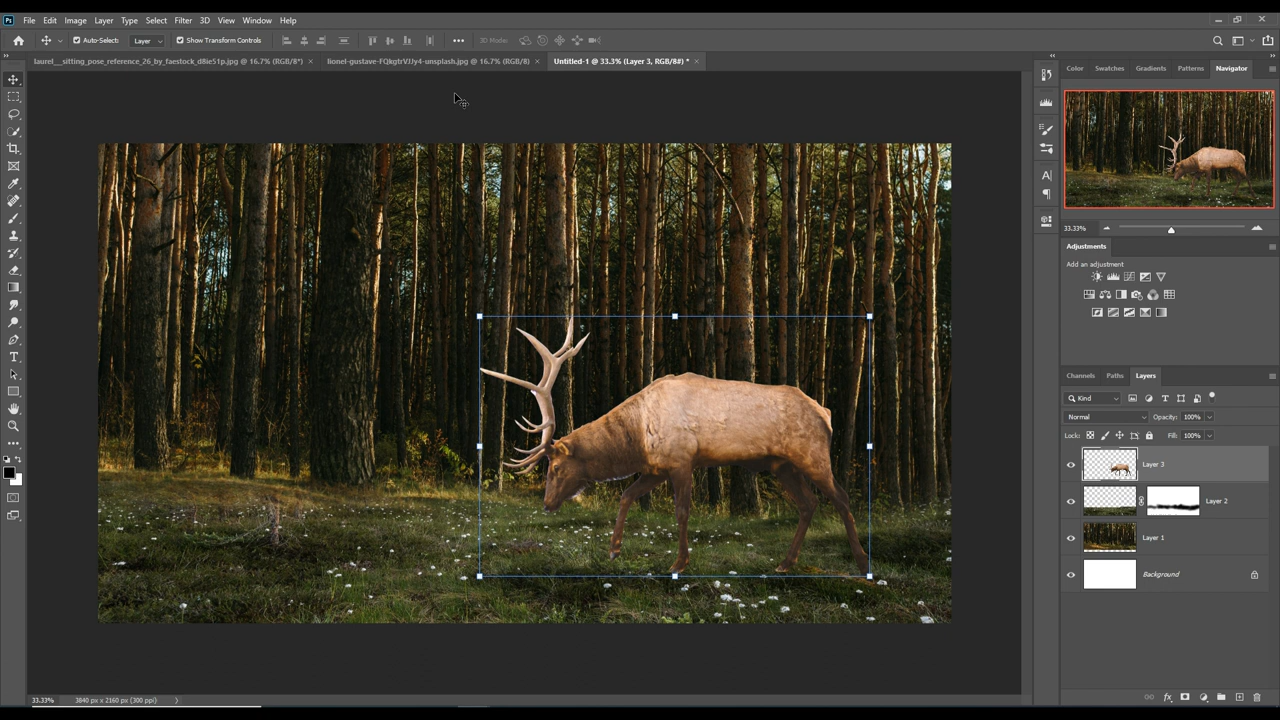 Ps File Edit Image Layer Type Select Filter 3D View Window Help
Auto-Select: Layer Show Transform Controls 3D Mode:
laurel__sitting_pose_reference_26_by_faestock_d8ie51p.jpg @ 16.7% (RGB/8*) × lionel-gustave-FQkgtrVJJy4-unsplash.jpg @ 16.7% (RGB/8) × Untitled-1 @ 33.3% (Layer 3, RGB/8#) * ×
Color Swatches Gradients Patterns Navigator
33.33%
Adjustments
Add an adjustment
Channels Paths Layers
Kind
Normal Opacity: 100%
Lock: Fill: 100%
Layer 3
Layer 2
Layer 1
Background
33.33% 3840 px x 2160 px (300 ppi)